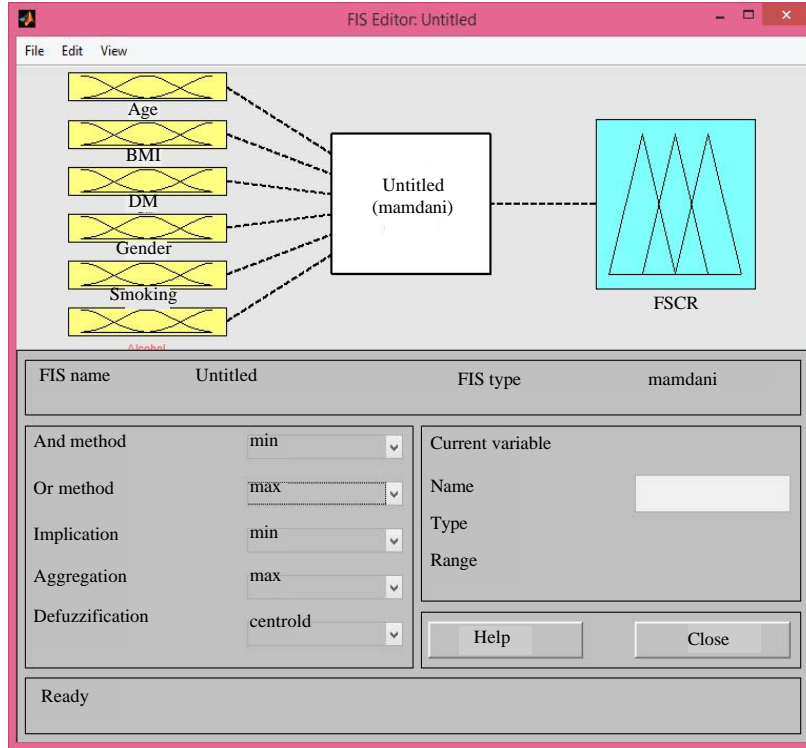 FIS Editor: Untitled
File Edit View
Age
BMI
DM
Gender
Smoking
Alcohol
Untitled
(mamdani)
FSCR
FIS name Untitled FIS type mamdani
And method min
Or method max
Implication min
Aggregation max
Defuzzification centrold
Current variable
Name
Type
Range
Help Close
Ready